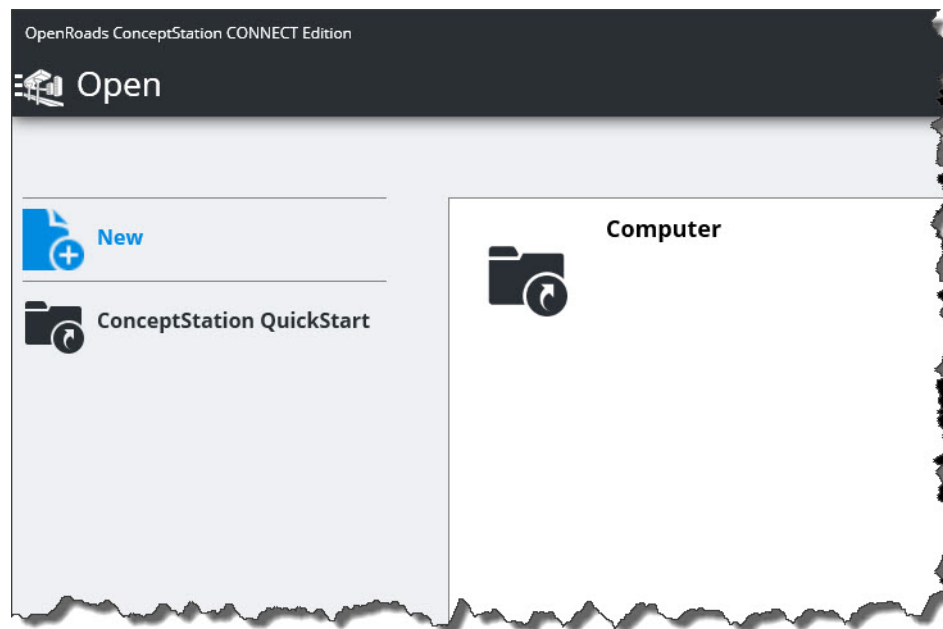 OpenRoads ConceptStation CONNECT Edition
Open
New
ConceptStation QuickStart
Computer